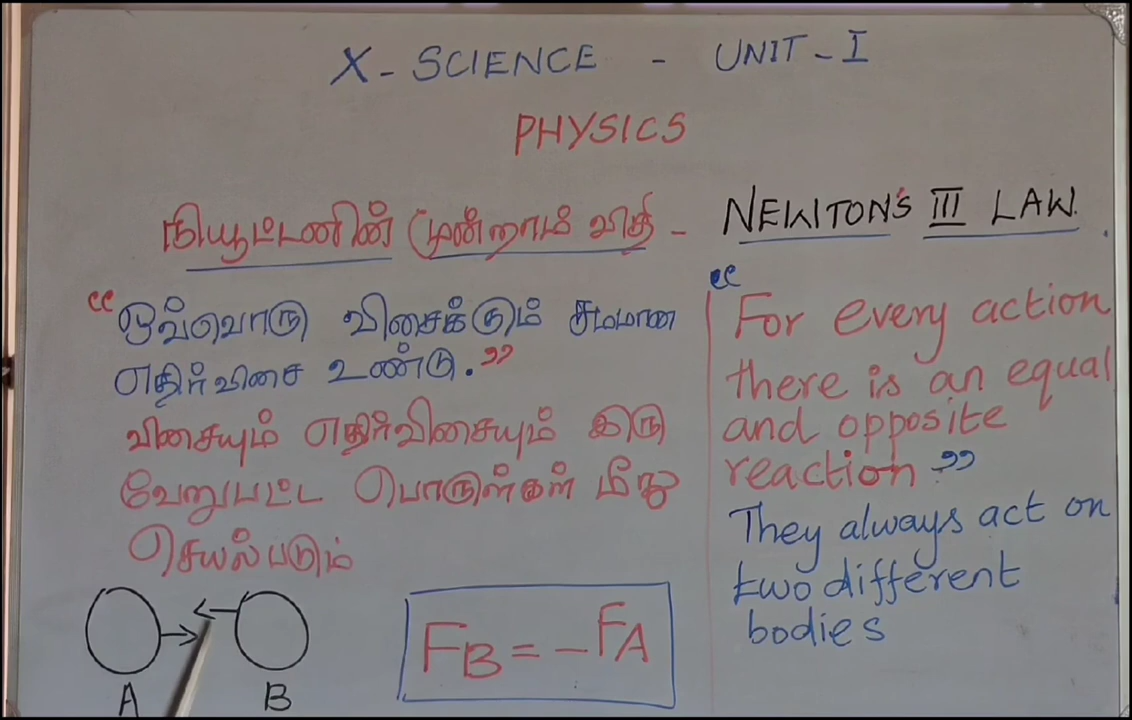 X - SCIENCE - UNIT - I
PHYSICS
நியூட்டனின் மூன்றாம் விதி - NEWTON'S III LAW.
“ஒவ்வொரு விசைக்கும் சமமான
எதிர்விசை உண்டு.”
விசையும் எதிர்விசையும் இரு
வேறுபட்ட பொருள்கள் மீது
செயல்படும்
“For every action
there is an equal
and opposite
reaction”
They always act on
two different
bodies
A B
FB = -FA